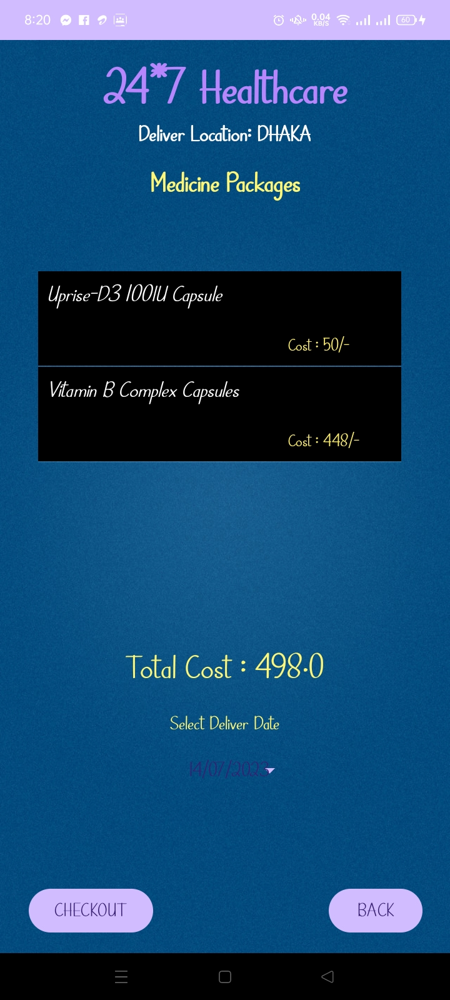 8:20
0.04
KB/S
60
24*7 Healthcare
Deliver Location: DHAKA
Medicine Packages
Uprise-D3 100IU Capsule
Cost : 50/-
Vitamin B Complex Capsules
Cost : 448/-
Total Cost : 498.0
Select Deliver Date
14/07/2023
CHECKOUT
BACK